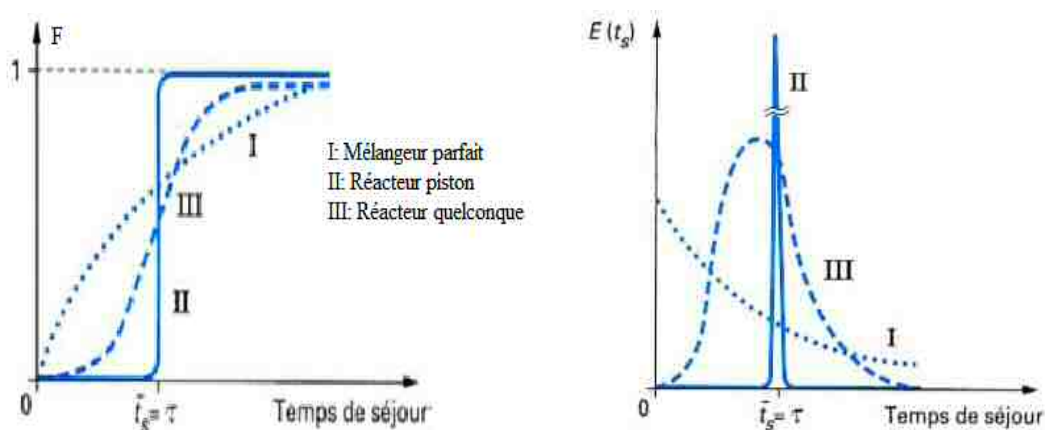 F
1
I
I: Mélangeur parfait
II: Réacteur piston
III: Réacteur quelconque
III
II
0
t̄s = τ
Temps de séjour
E (ts)
II
III
I
0
t̄s = τ
Temps de séjour